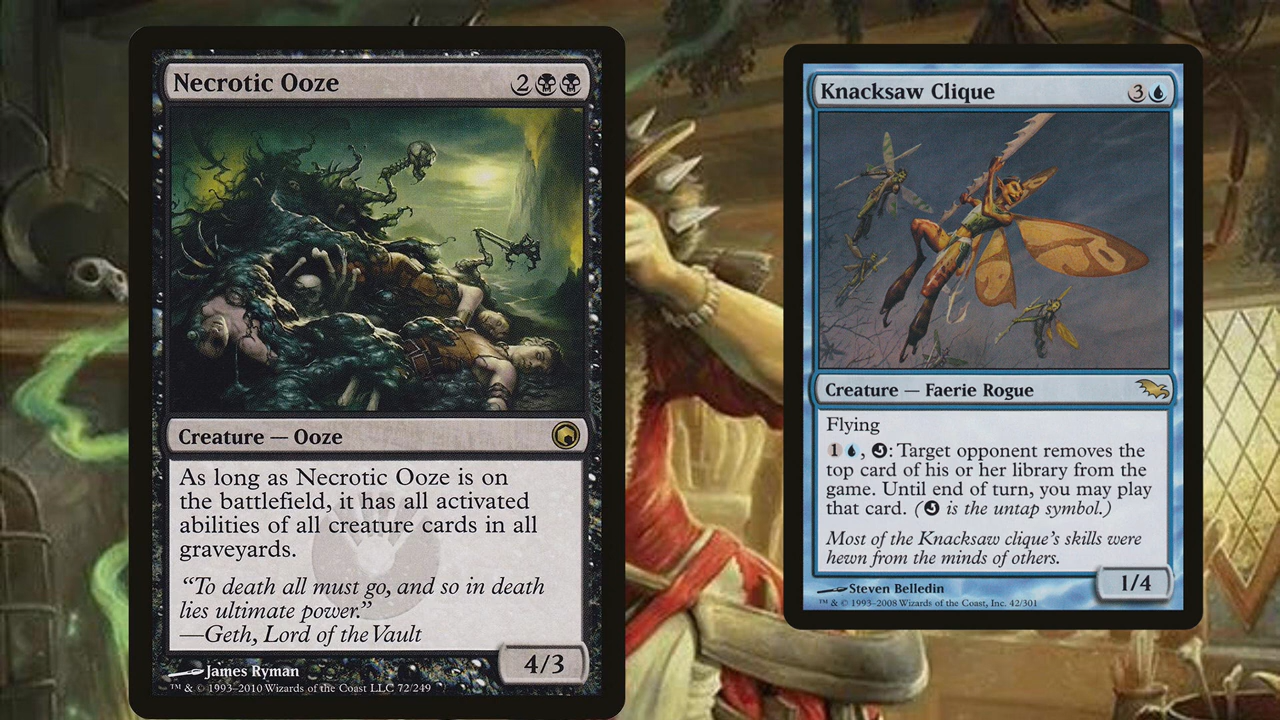 Necrotic Ooze 2
Creature — Ooze
As long as Necrotic Ooze is on
the battlefield, it has all activated
abilities of all creature cards in all
graveyards.
“To death all must go, and so in death
lies ultimate power.”
—Geth, Lord of the Vault
4/3
James Ryman
™ & © 1993-2010 Wizards of the Coast LLC 72/249
Knacksaw Clique 3
Creature — Faerie Rogue
Flying
1, : Target opponent removes the
top card of his or her library from the
game. Until end of turn, you may play
that card. ( is the untap symbol.)
Most of the Knacksaw clique's skills were
hewn from the minds of others.
1/4
Steven Belledin
™ & © 1993-2008 Wizards of the Coast, Inc. 42/301